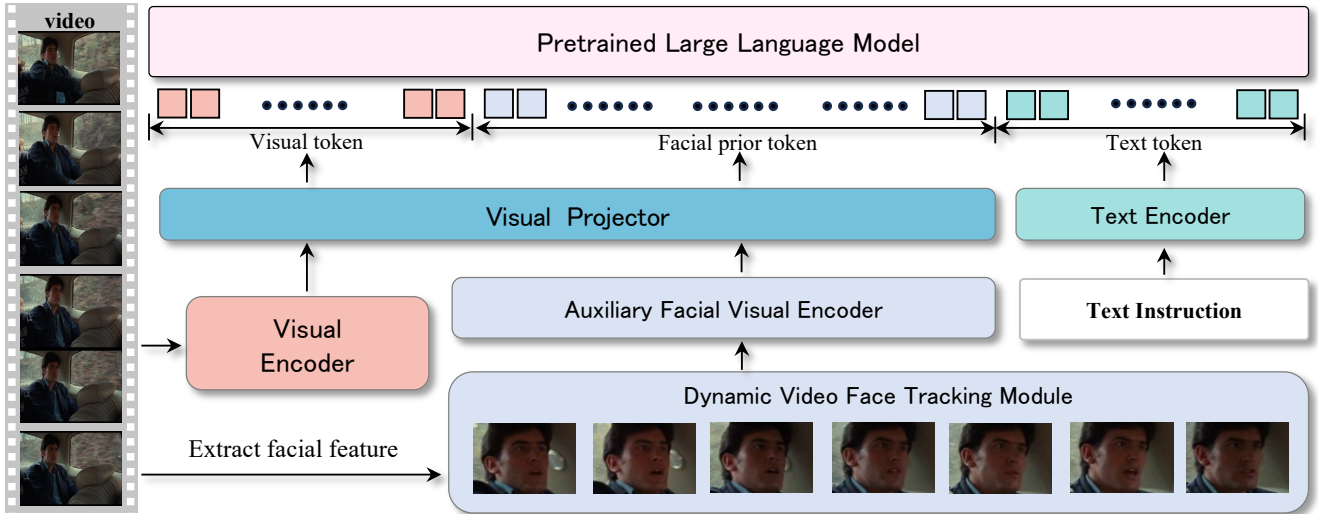 video
Pretrained Large Language Model
Visual token
Facial prior token
Text token
Visual Projector
Text Encoder
Visual
Encoder
Auxiliary Facial Visual Encoder
Text Instruction
Dynamic Video Face Tracking Module
Extract facial feature